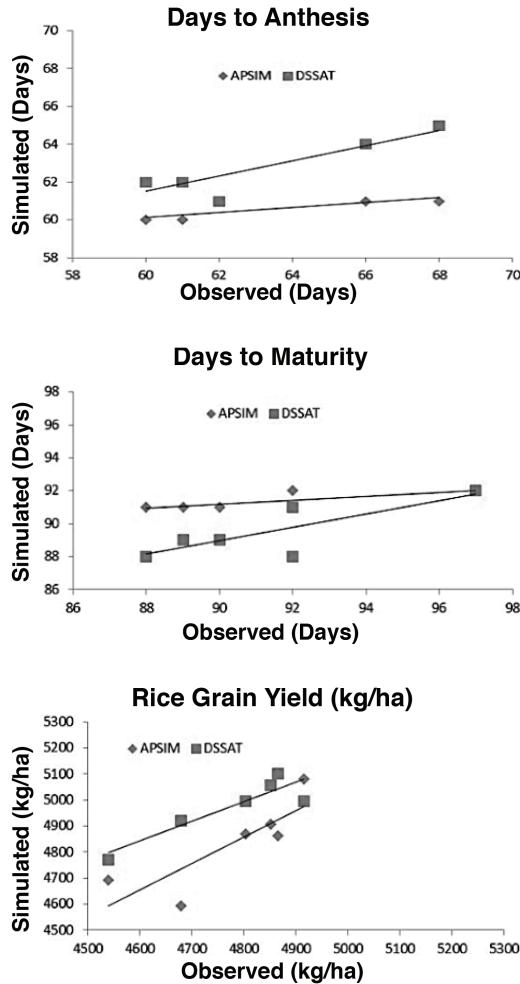 Days to Anthesis
70
68
66
64
62
60
58
Simulated (Days)
APSIM DSSAT
58 60 62 64 66 68 70
Observed (Days)
Days to Maturity
98
96
94
92
90
88
86
Simulated (Days)
APSIM DSSAT
86 88 90 92 94 96 98
Observed (Days)
Rice Grain Yield (kg/ha)
5300
5200
5100
5000
4900
4800
4700
4600
4500
Simulated (kg/ha)
APSIM DSSAT
4500 4600 4700 4800 4900 5000 5100 5200 5300
Observed (kg/ha)